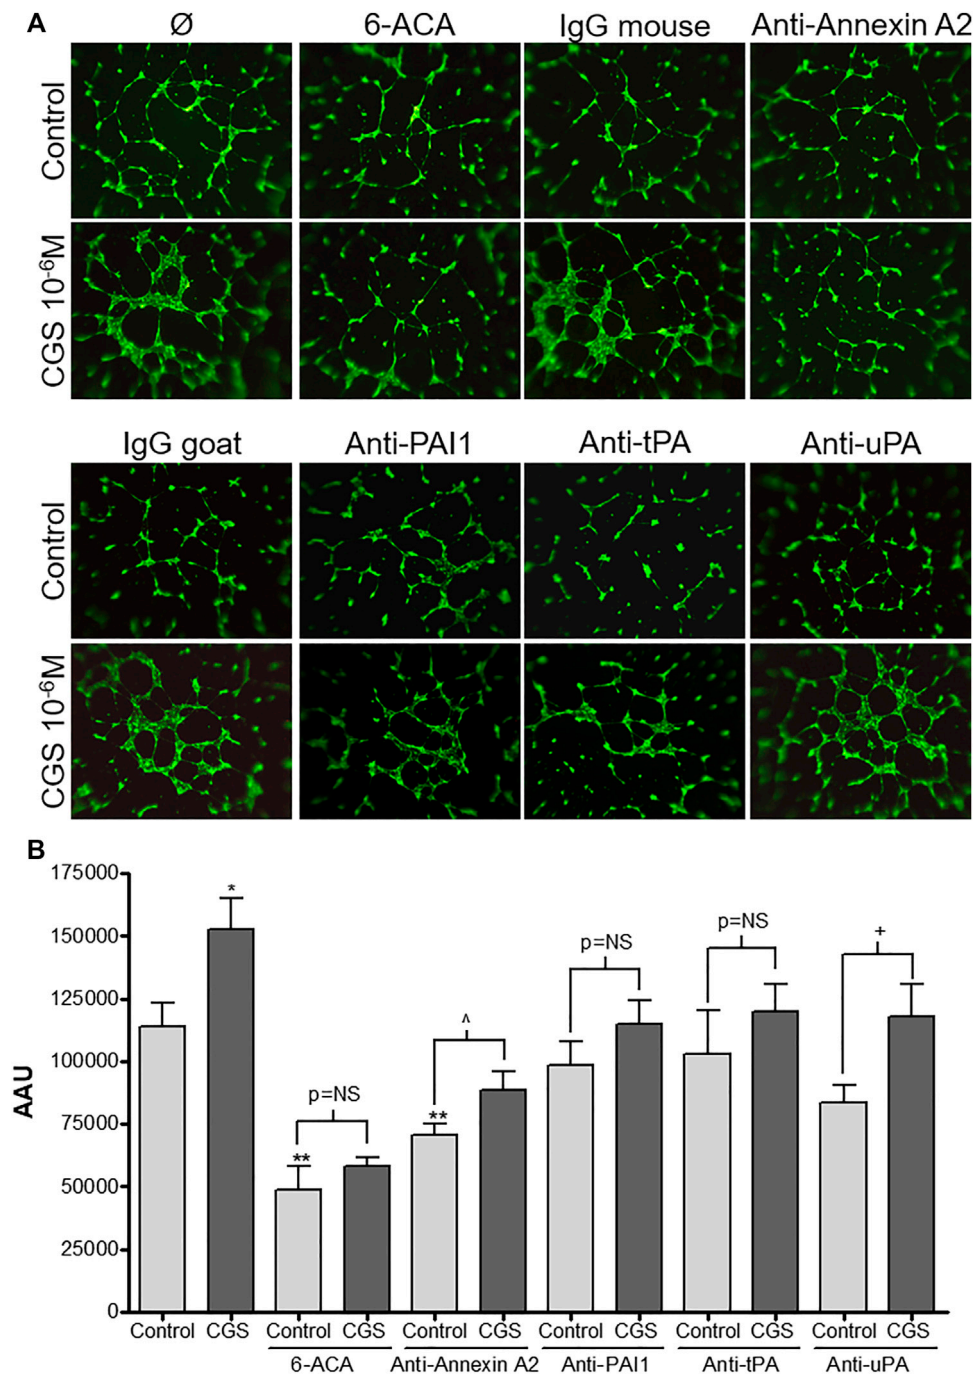 A
Ø 6-ACA IgG mouse Anti-Annexin A2
Control
CGS 10-6M
IgG goat Anti-PAI1 Anti-tPA Anti-uPA
Control
CGS 10-6M
B
AAU
175000
150000
125000
100000
75000
50000
25000
0
*
** p=NS
** ^
p=NS
p=NS
+
Control CGS Control CGS Control CGS Control CGS Control CGS Control CGS
6-ACA Anti-Annexin A2 Anti-PAI1 Anti-tPA Anti-uPA